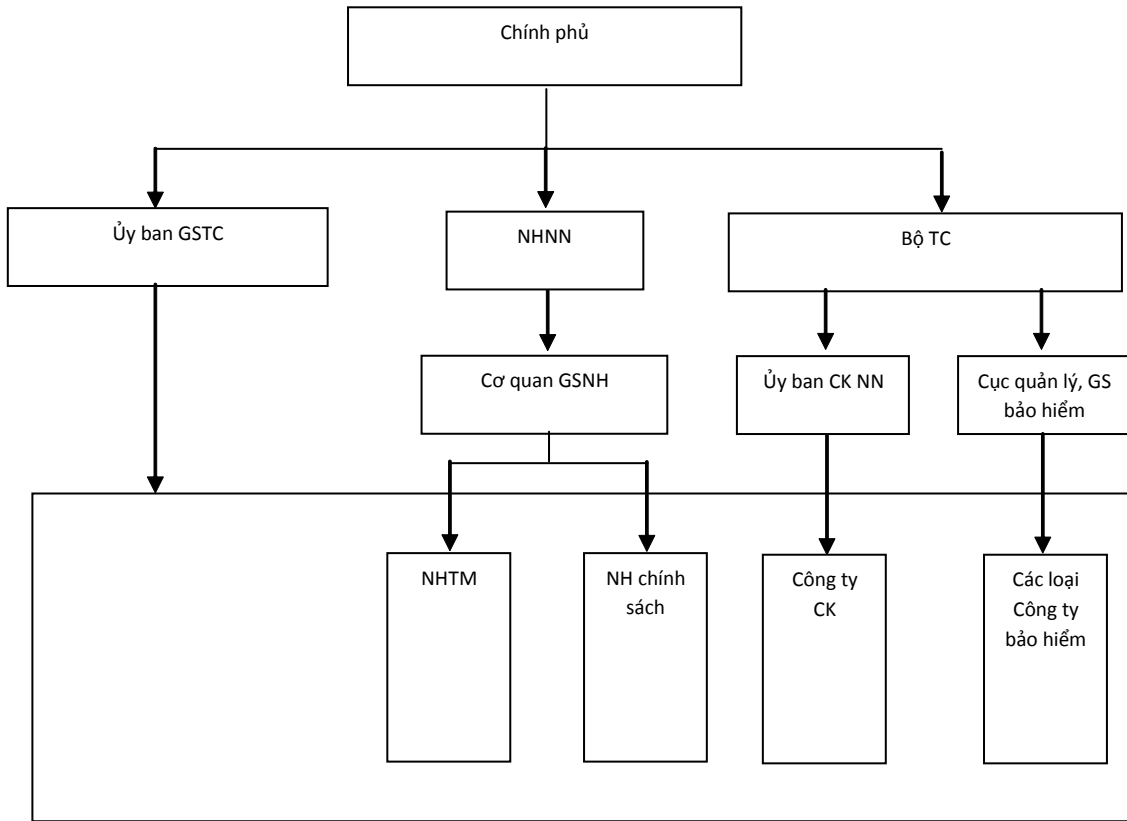 Chính phủ
Ủy ban GSTC
NHNN
Bộ TC
Cơ quan GSNH
Ủy ban CK NN
Cục quản lý, GS
bảo hiểm
NHTM
NH chính
sách
Công ty
CK
Các loại
Công ty
bảo hiểm